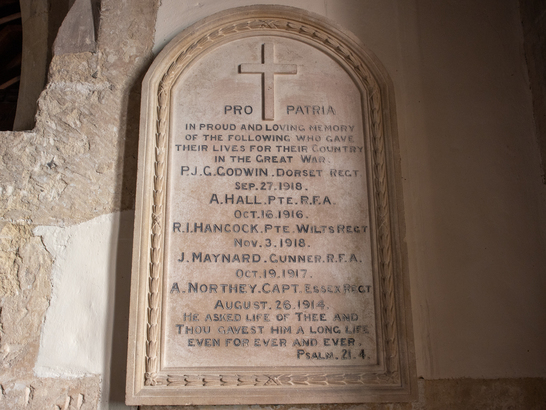 PRO PATRIA
IN PROUD AND LOVING MEMORY
OF THE FOLLOWING WHO GAVE
THEIR LIVES FOR THEIR COUNTRY
IN THE GREAT WAR.
P.J.G. GODWIN. DORSET REGT
SEP. 27. 1918.
A. HALL. PTE. R.F.A.
OCT. 16. 1916.
R.I. HANCOCK. PTE. WILTS REGT
NOV. 3. 1918.
J. MAYNARD. GUNNER. R.F.A.
OCT. 19. 1917.
A. NORTHEY. CAPT. ESSEX REGT
AUGUST. 26. 1914.
HE ASKED LIFE OF THEE AND
THOU GAVEST HIM A LONG LIFE
EVEN FOR EVER AND EVER.
PSALM. 21. 4.